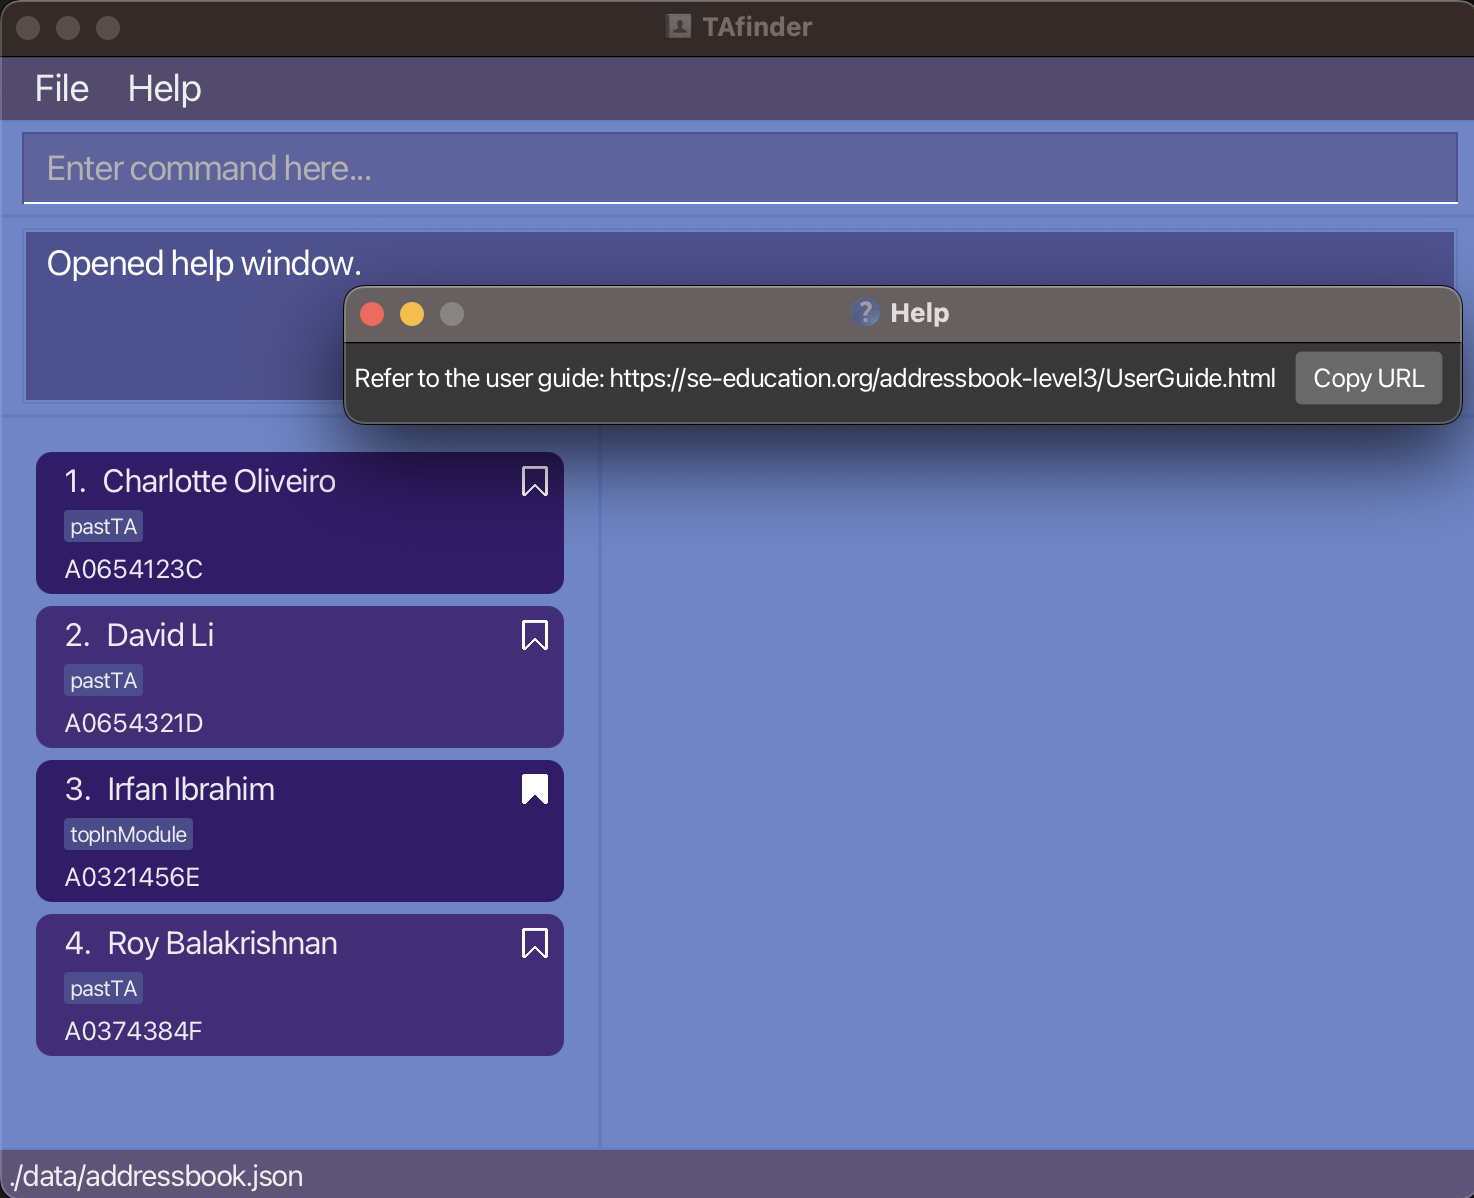 TAfinder
File Help
Enter command here...
Opened help window.
Help
Refer to the user guide: https://se-education.org/addressbook-level3/UserGuide.html Copy URL
1. Charlotte Oliveiro
pastTA
A0654123C
2. David Li
pastTA
A0654321D
3. Irfan Ibrahim
topInModule
A0321456E
4. Roy Balakrishnan
pastTA
A0374384F
./data/addressbook.json